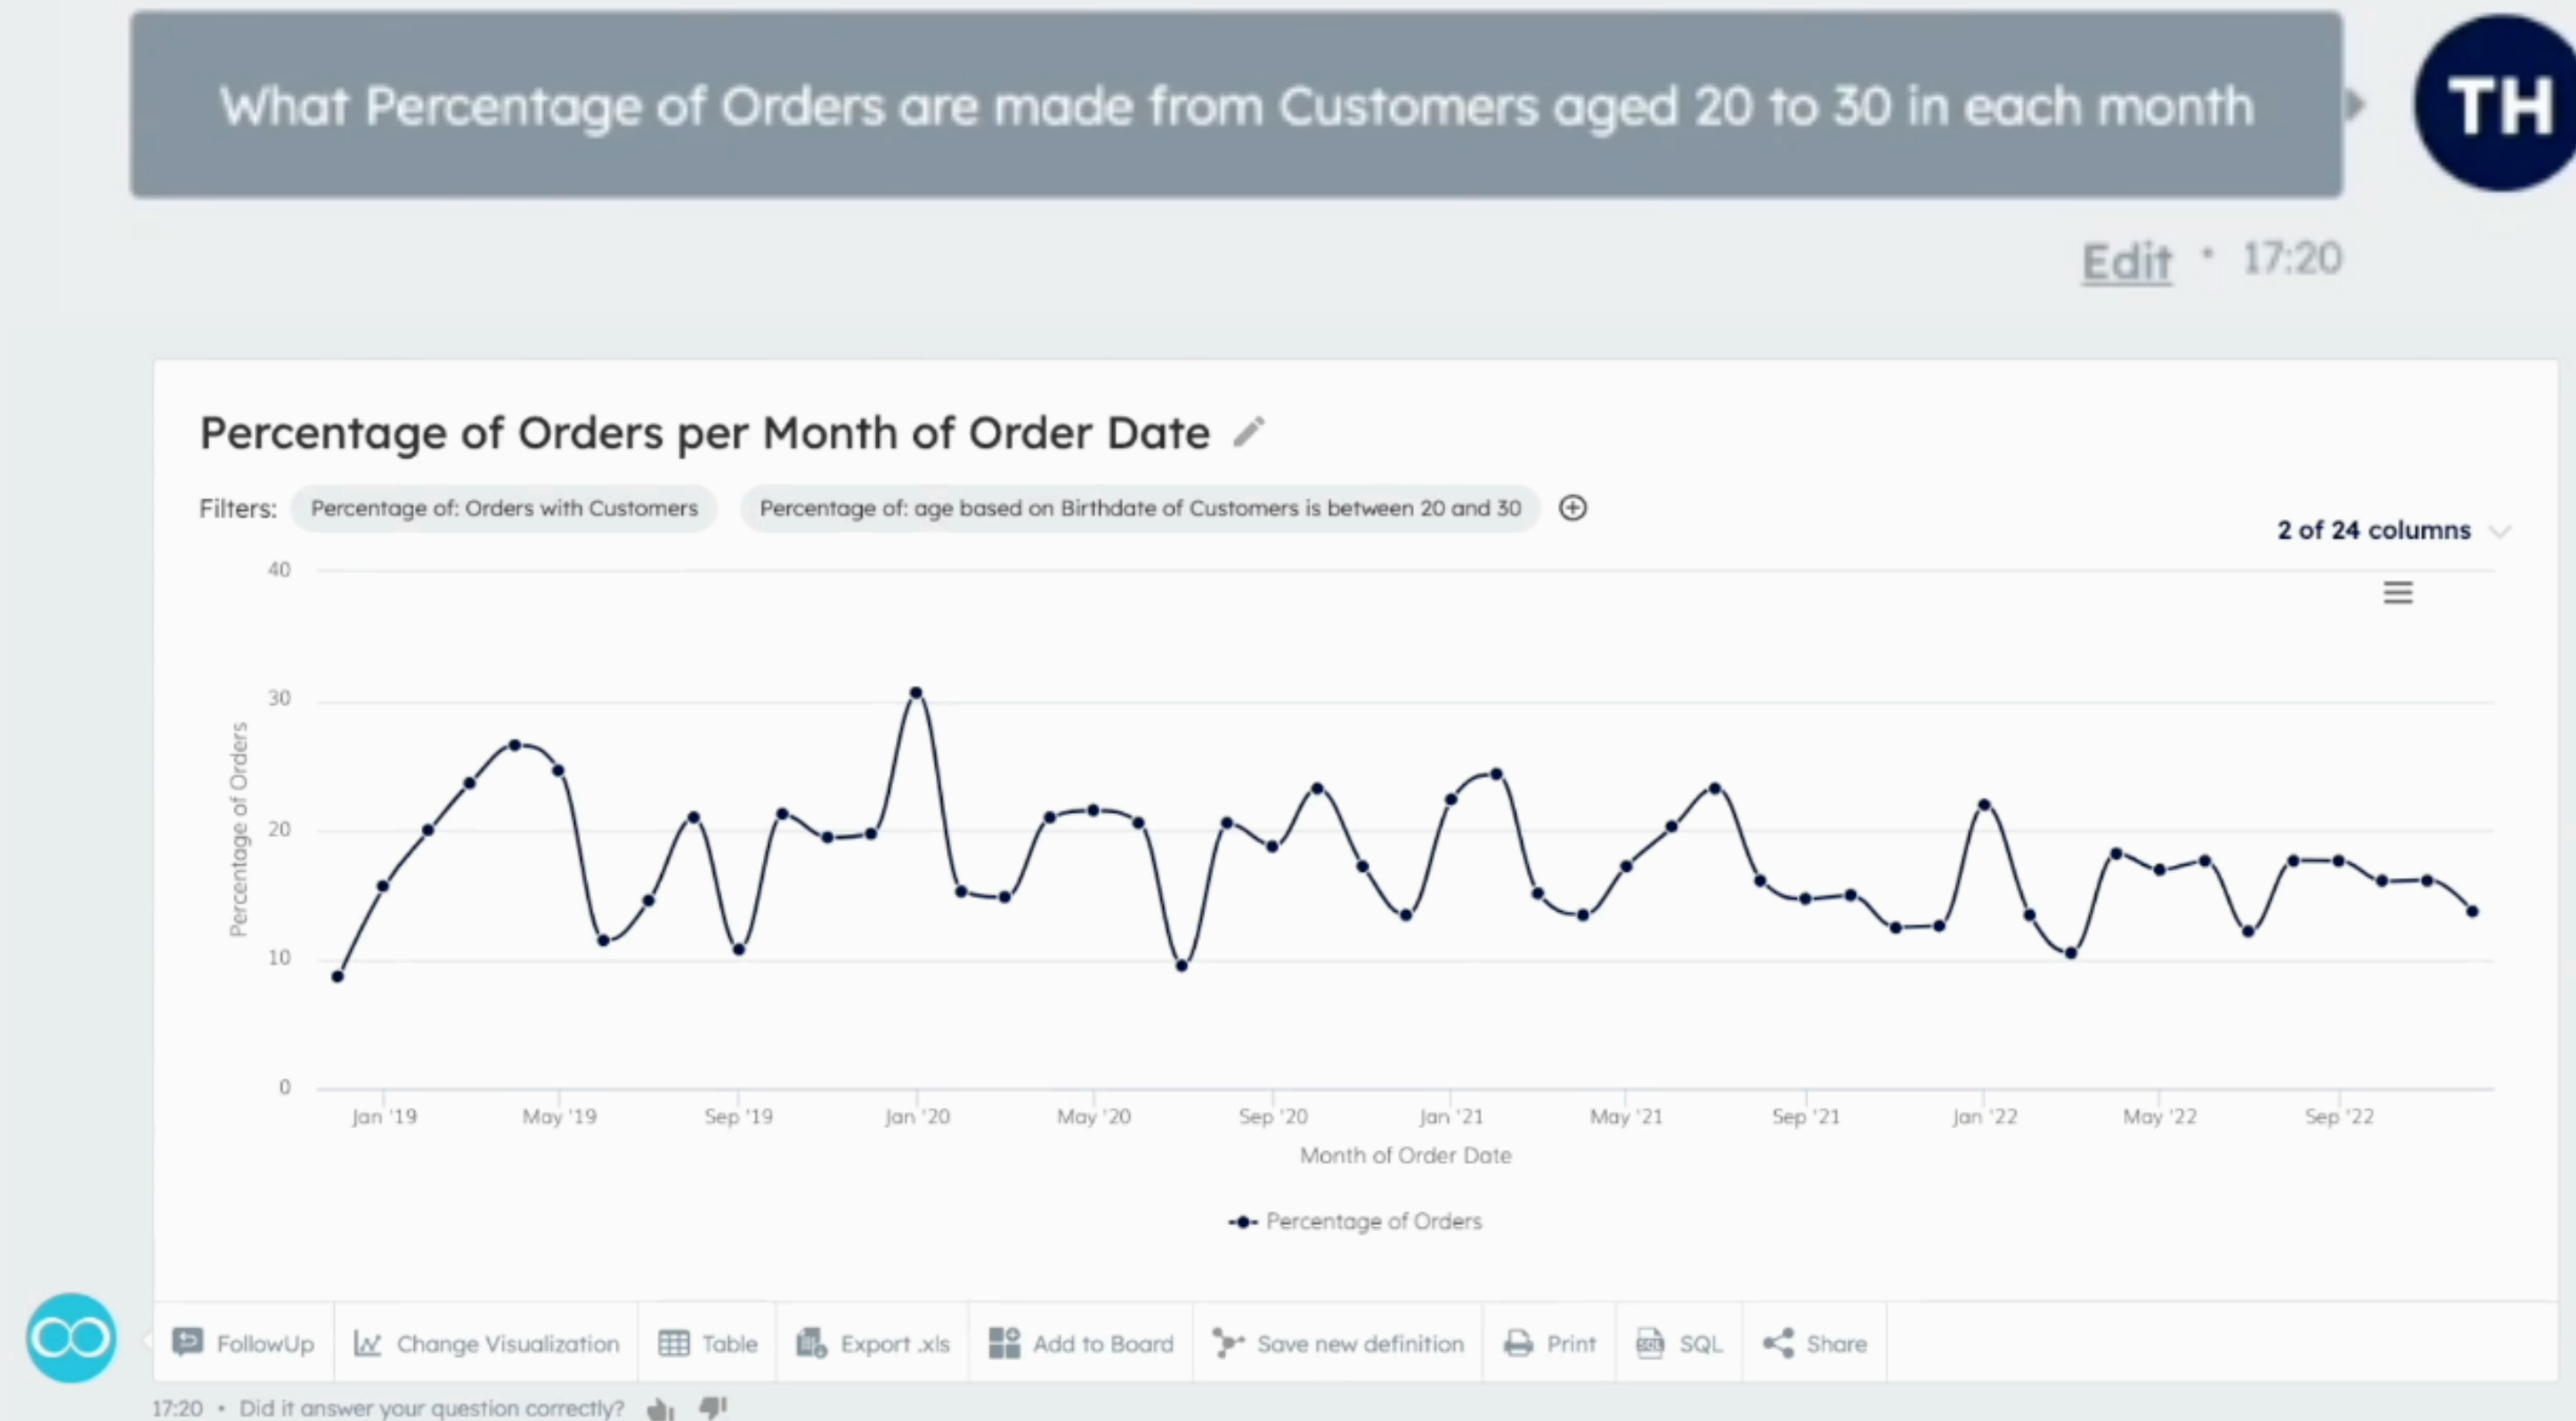 What Percentage of Orders are made from Customers aged 20 to 30 in each month
TH
Edit • 17:20
Percentage of Orders per Month of Order Date
Filters: Percentage of: Orders with Customers Percentage of: age based on Birthdate of Customers is between 20 and 30
2 of 24 columns
40
30
20
10
0
Percentage of Orders
Jan '19 May '19 Sep '19 Jan '20 May '20 Sep '20 Jan '21 May '21 Sep '21 Jan '22 May '22 Sep '22
Month of Order Date
Percentage of Orders
FollowUp Change Visualization Table Export .xls Add to Board Save new definition Print SQL SQL Share
17:20 • Did it answer your question correctly?